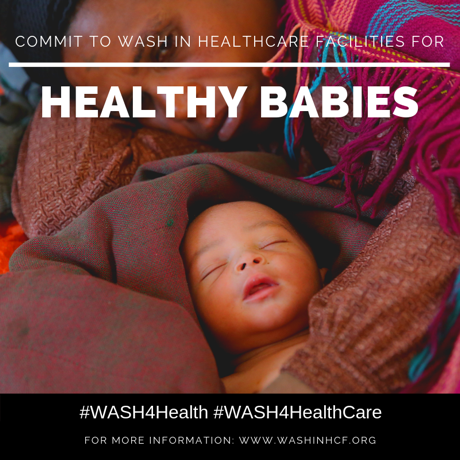 COMMIT TO WASH IN HEALTHCARE FACILITIES FOR
HEALTHY BABIES
#WASH4Health #WASH4HealthCare
FOR MORE INFORMATION: WWW.WASHINHCF.ORG